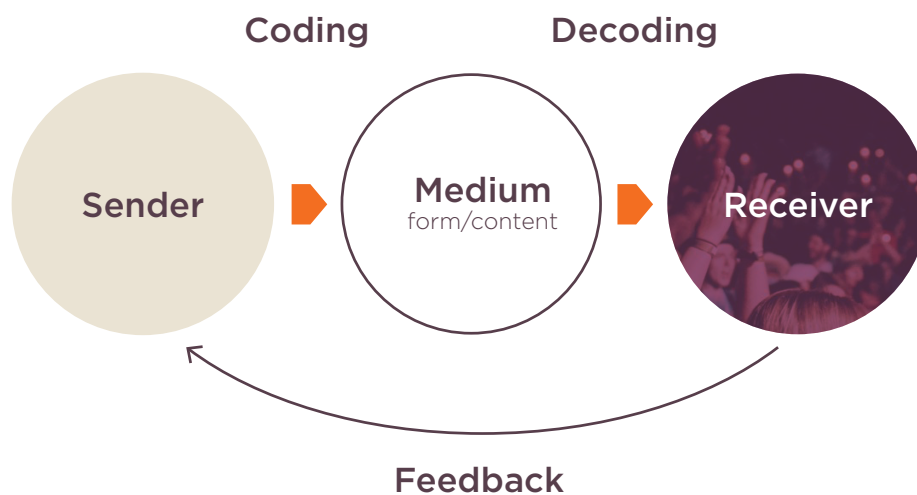 Coding
Decoding
Sender
Medium
form/content
Receiver
Feedback